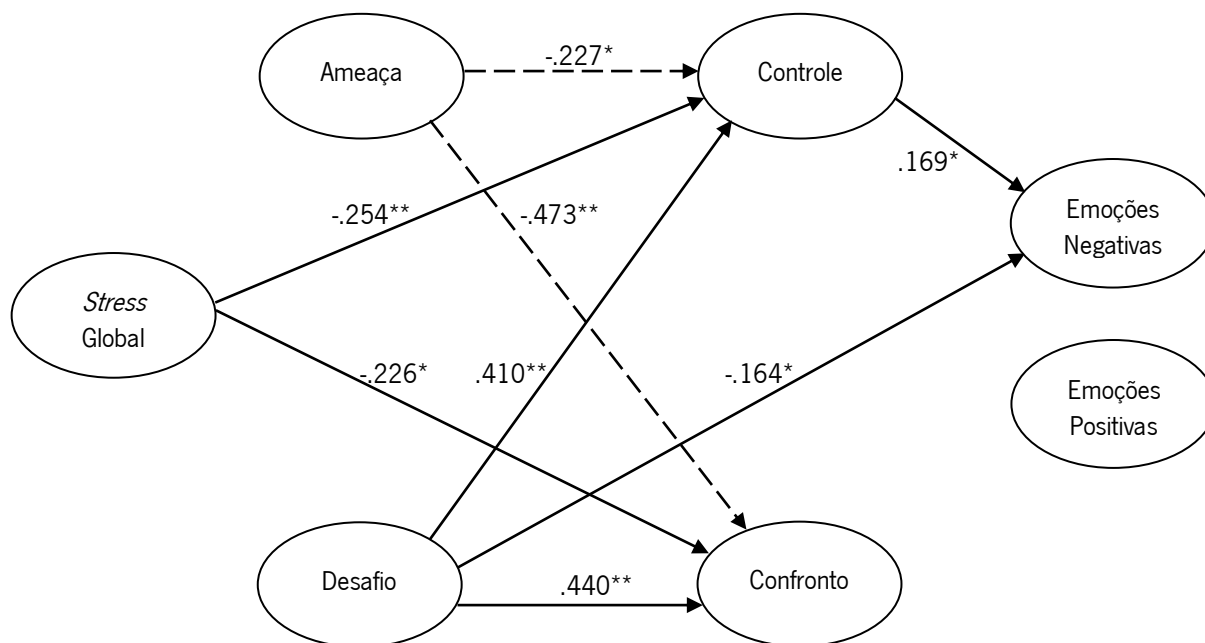 Ameaça
-.227*
Controle
.169*
-.254**
-.473**
Emoções
Negativas
Stress
Global
-.226*
.410**
-.164*
Emoções
Positivas
Desafio
.440**
Confronto